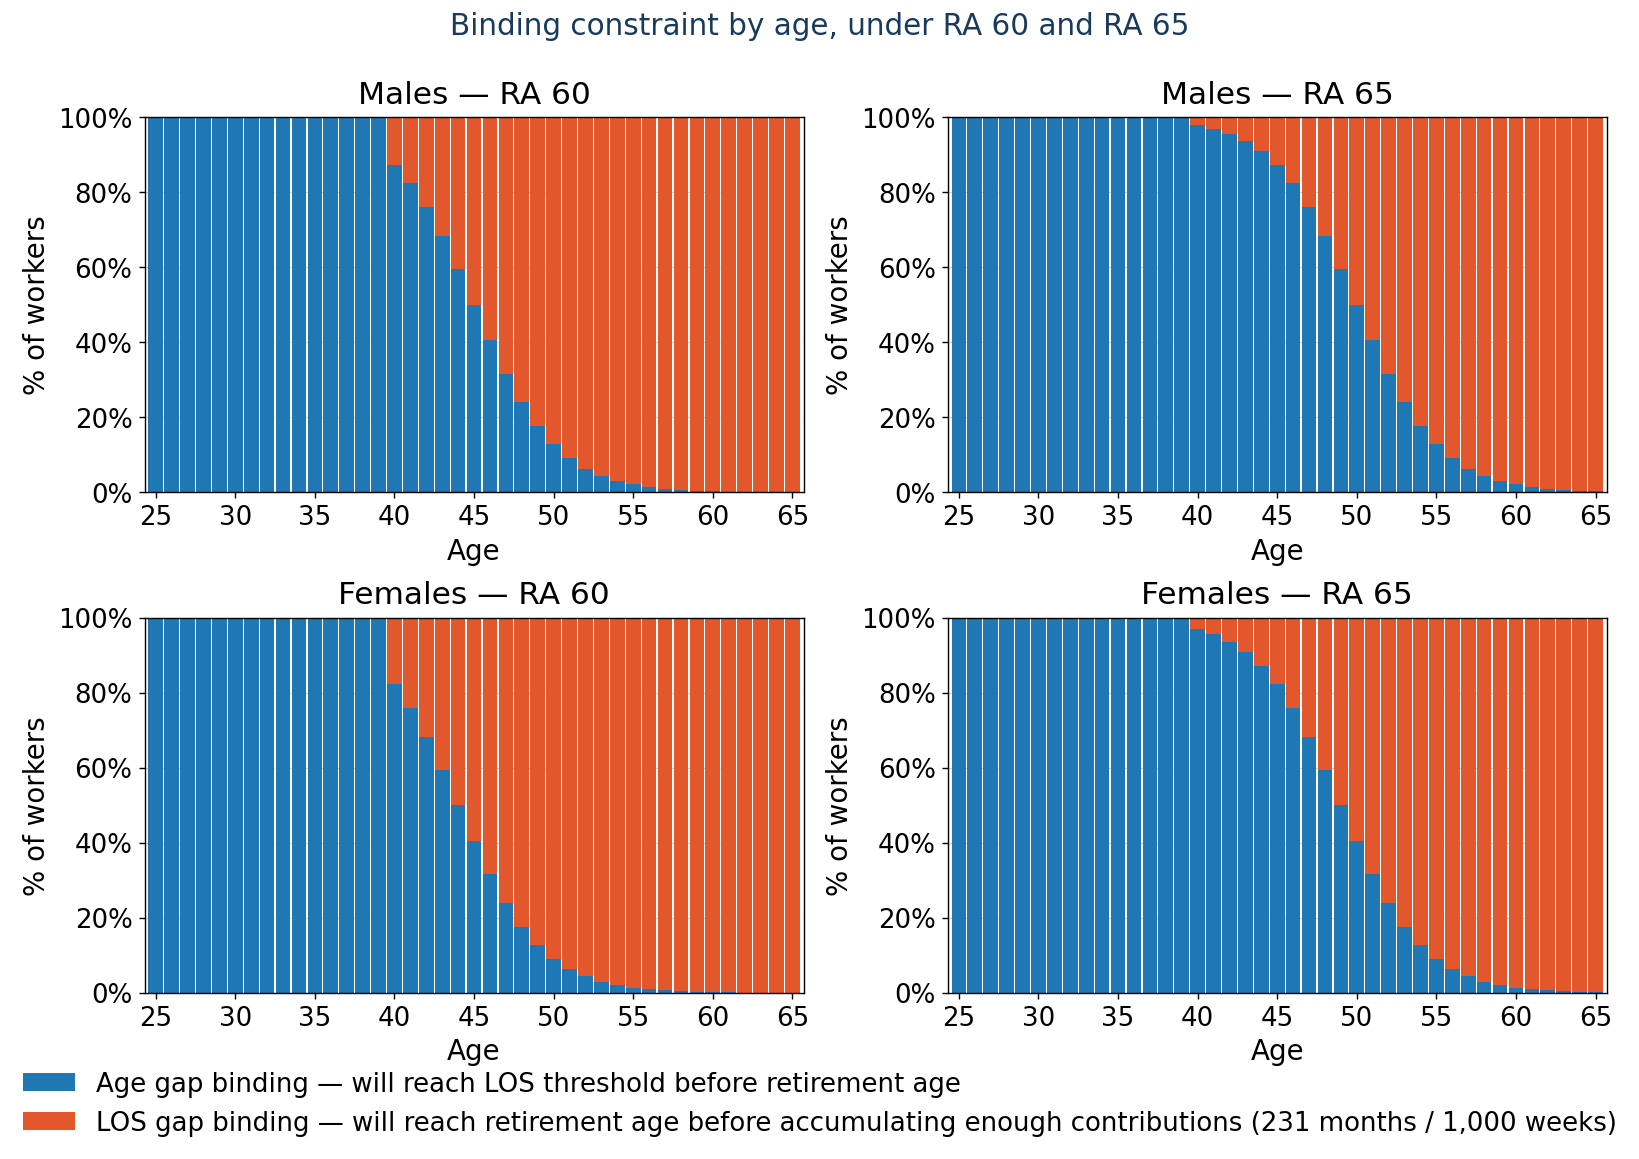 Binding constraint by age, under RA 60 and RA 65
Males — RA 60
100%
80%
60%
40%
20%
0%
% of workers
25 30 35 40 45 50 55 60 65
Age
Males — RA 65
100%
80%
60%
40%
20%
0%
% of workers
25 30 35 40 45 50 55 60 65
Age
Females — RA 60
100%
80%
60%
40%
20%
0%
% of workers
25 30 35 40 45 50 55 60 65
Age
Females — RA 65
100%
80%
60%
40%
20%
0%
% of workers
25 30 35 40 45 50 55 60 65
Age
Age gap binding — will reach LOS threshold before retirement age
LOS gap binding — will reach retirement age before accumulating enough contributions (231 months / 1,000 weeks)